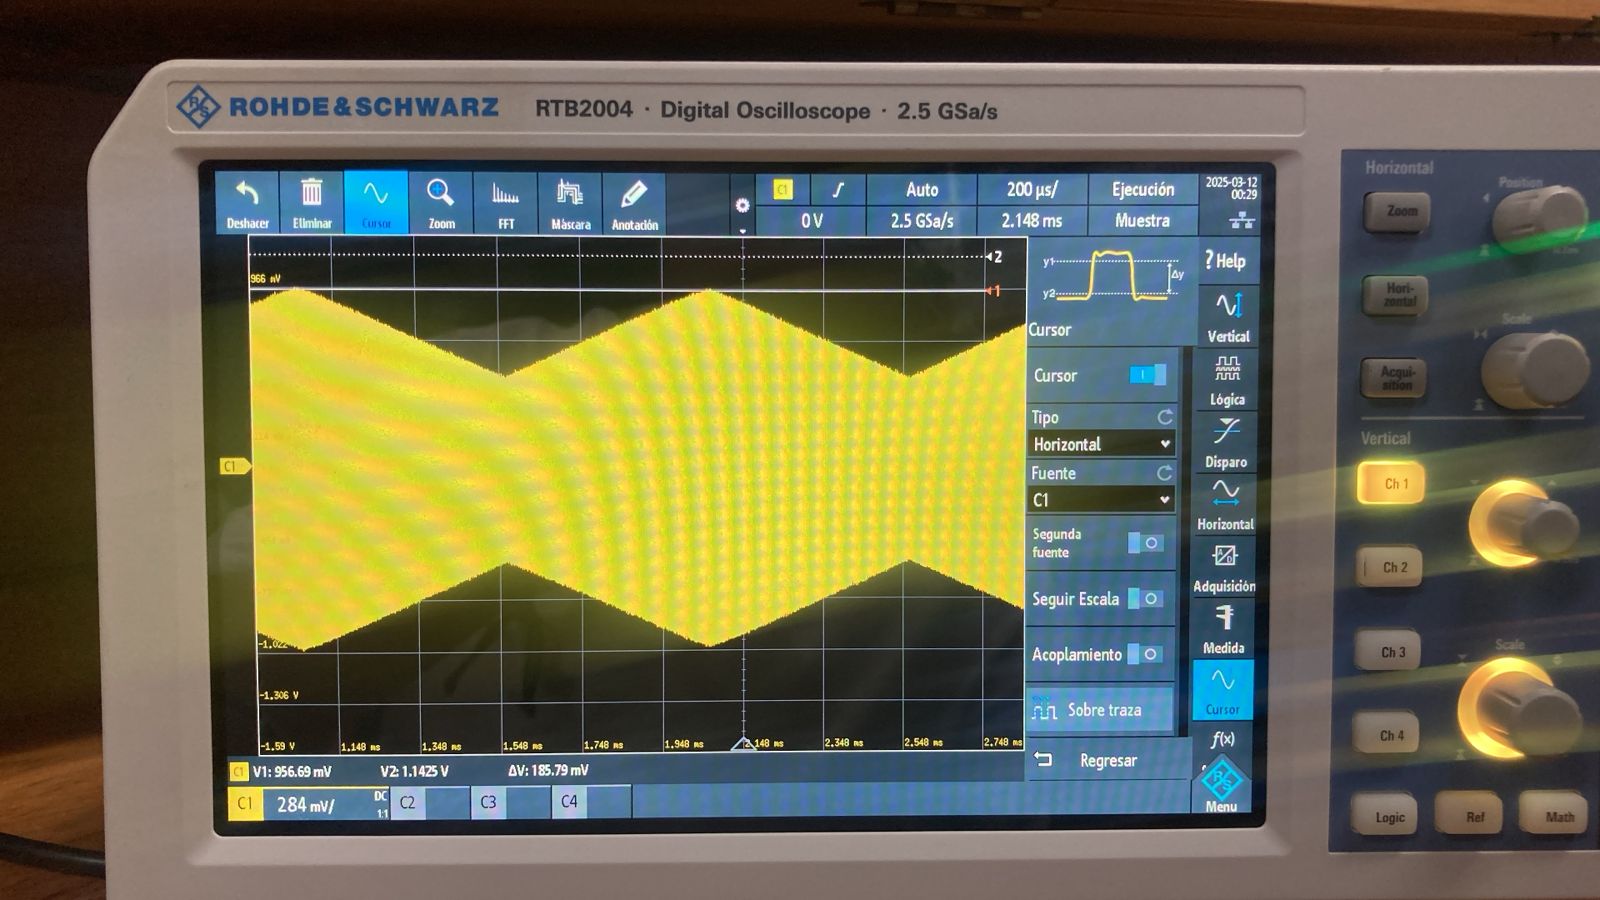 ROHDE&SCHWARZ RTB2004 · Digital Oscilloscope · 2.5 GSa/s
Horizontal
Position
Zoom
Hori-
zontal
Scale
Acqui-
sition
Vertical
Ch 1
Ch 2
Ch 3
Scale
Ch 4
Logic Ref Math
Deshacer Eliminar Cursor Zoom FFT Máscara Anotación
C1 Auto 200 µs/ Ejecución
0 V 2.5 GSa/s 2.148 ms Muestra
2025-03-12
00:29
966 mV
2
1
C1
-1.306 V
-1.59 V 1.148 ms 1.348 ms 1.548 ms 1.748 ms 1.948 ms 2.148 ms 2.348 ms 2.548 ms 2.748 ms
C1 V1: 956.69 mV V2: 1.1425 V ΔV: 185.79 mV
C1 284 mV/ DC 1:1 C2 C3 C4
y1
y2
Δy
Cursor
Cursor
Tipo
Horizontal
Fuente
C1
Segunda
fuente
Seguir Escala
Acoplamiento
Sobre traza
Regresar
? Help
Vertical
Lógica
Disparo
Horizontal
Adquisición
Medida
Cursor
f(x)
R S
Menu